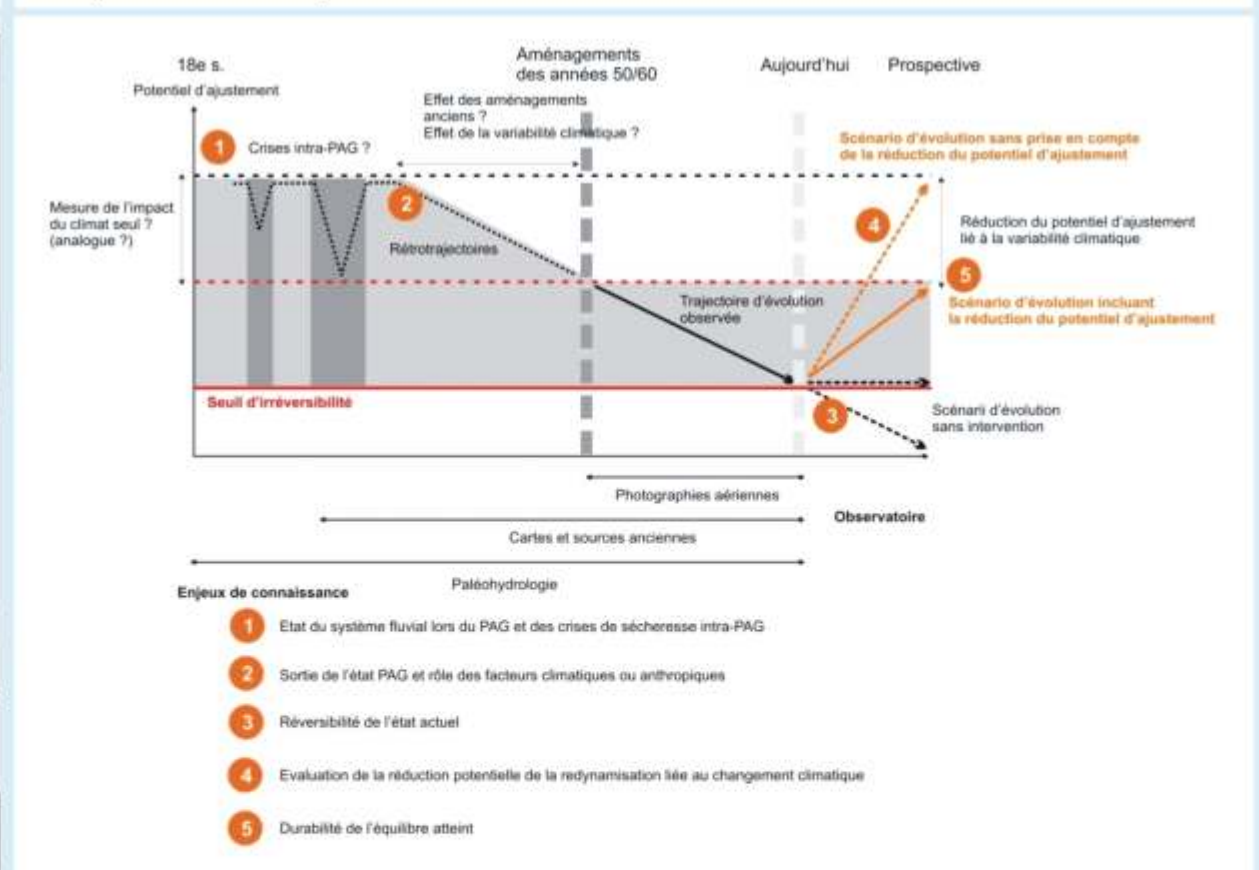 18e s.
Aménagements
des années 50/60
Aujourd'hui
Prospective
Potentiel d'ajustement
Effet des aménagements
anciens ?
Effet de la variabilité climatique ?
1
Crises intra-PAG ?
Scénario d'évolution sans prise en compte
de la réduction du potentiel d'ajustement
Mesure de l'impact
du climat seul ?
(analogue ?)
2
Rétrotrajectoires
4
Réduction du potentiel d'ajustement
lié à la variabilité climatique
5
Trajectoire d'évolution
observée
Scénario d'évolution incluant
la réduction du potentiel d'ajustement
Seuil d'irréversibilité
3
Scénarii d'évolution
sans intervention
Photographies aériennes
Observatoire
Cartes et sources anciennes
Paléohydrologie
Enjeux de connaissance
1 Etat du système fluvial lors du PAG et des crises de sécheresse intra-PAG
2 Sortie de l'état PAG et rôle des facteurs climatiques ou anthropiques
3 Réversibilité de l'état actuel
4 Evaluation de la réduction potentielle de la redynamisation liée au changement climatique
5 Durabilité de l'équilibre atteint